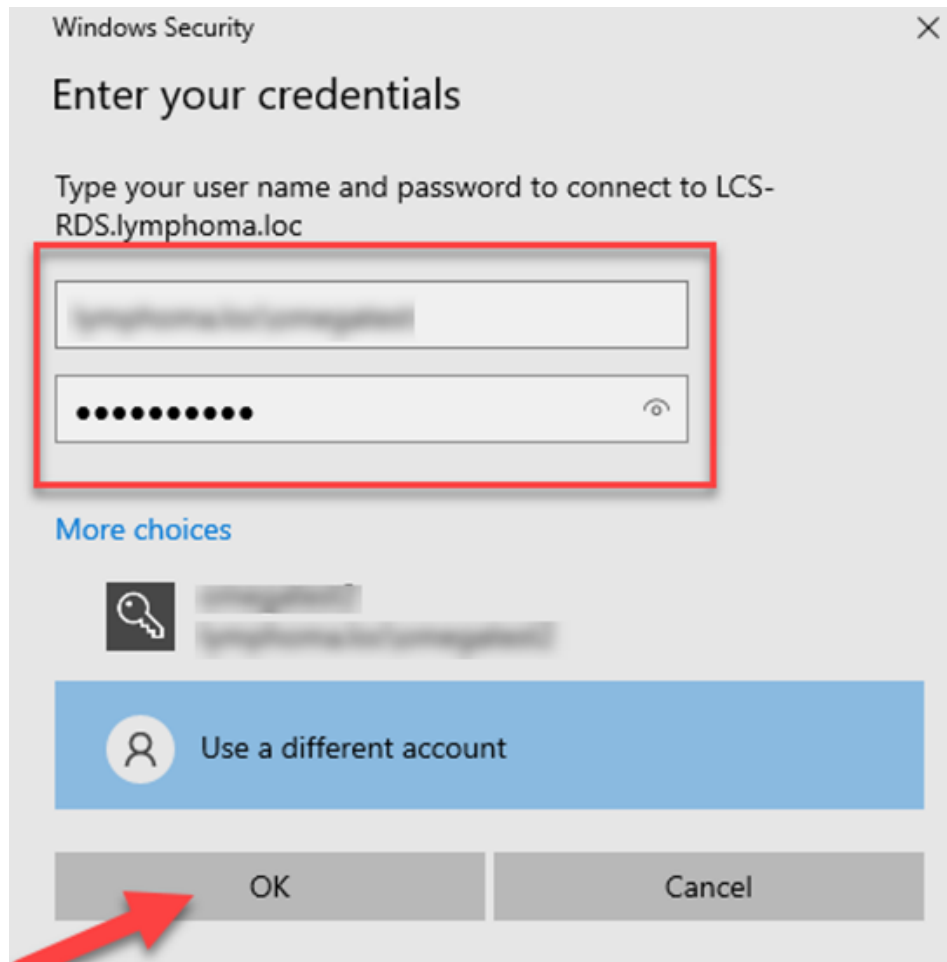 Windows Security
Enter your credentials
Type your user name and password to connect to LCS-
RDS.lymphoma.loc
••••••••••
More choices
Use a different account
OK
Cancel